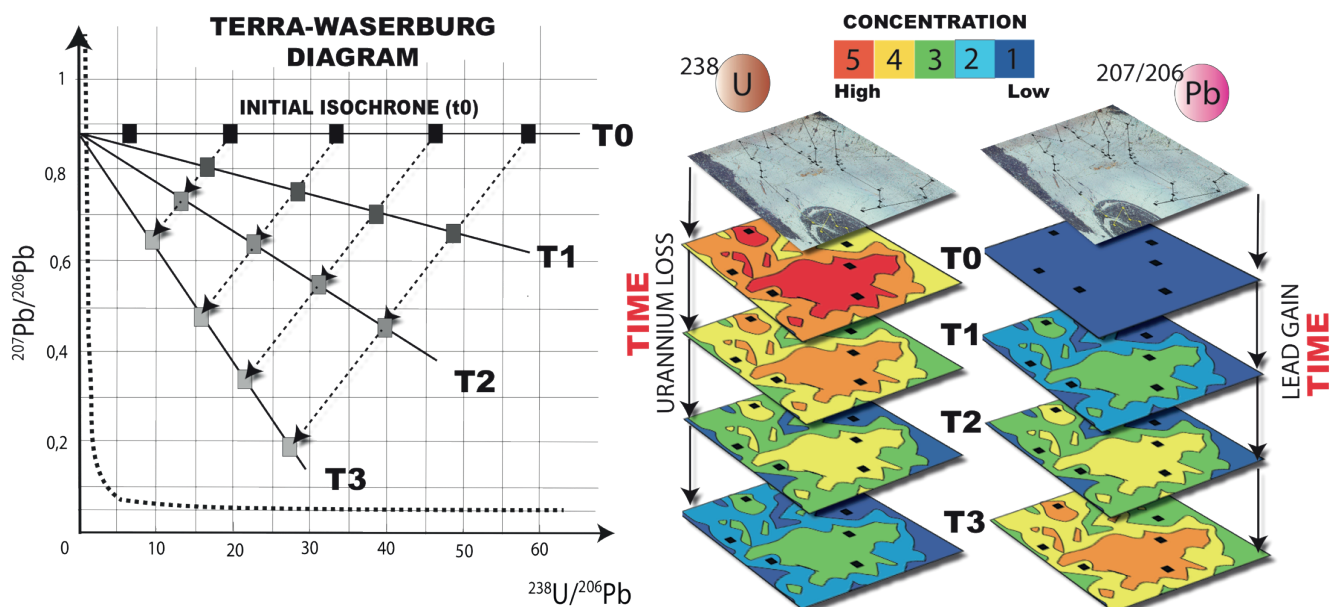 TERRA-WASERBURG
DIAGRAM
INITIAL ISOCHRONE (t0)
T0
T1
T2
T3
207Pb/206Pb
1
0,8
0,6
0,4
0,2
0
10
20
30
40
50
60
238U/206Pb
CONCENTRATION
5 4 3 2 1
High Low
238
U
207/206
Pb
TIME
URANNIUM LOSS
T0
T1
T2
T3
LEAD GAIN
TIME